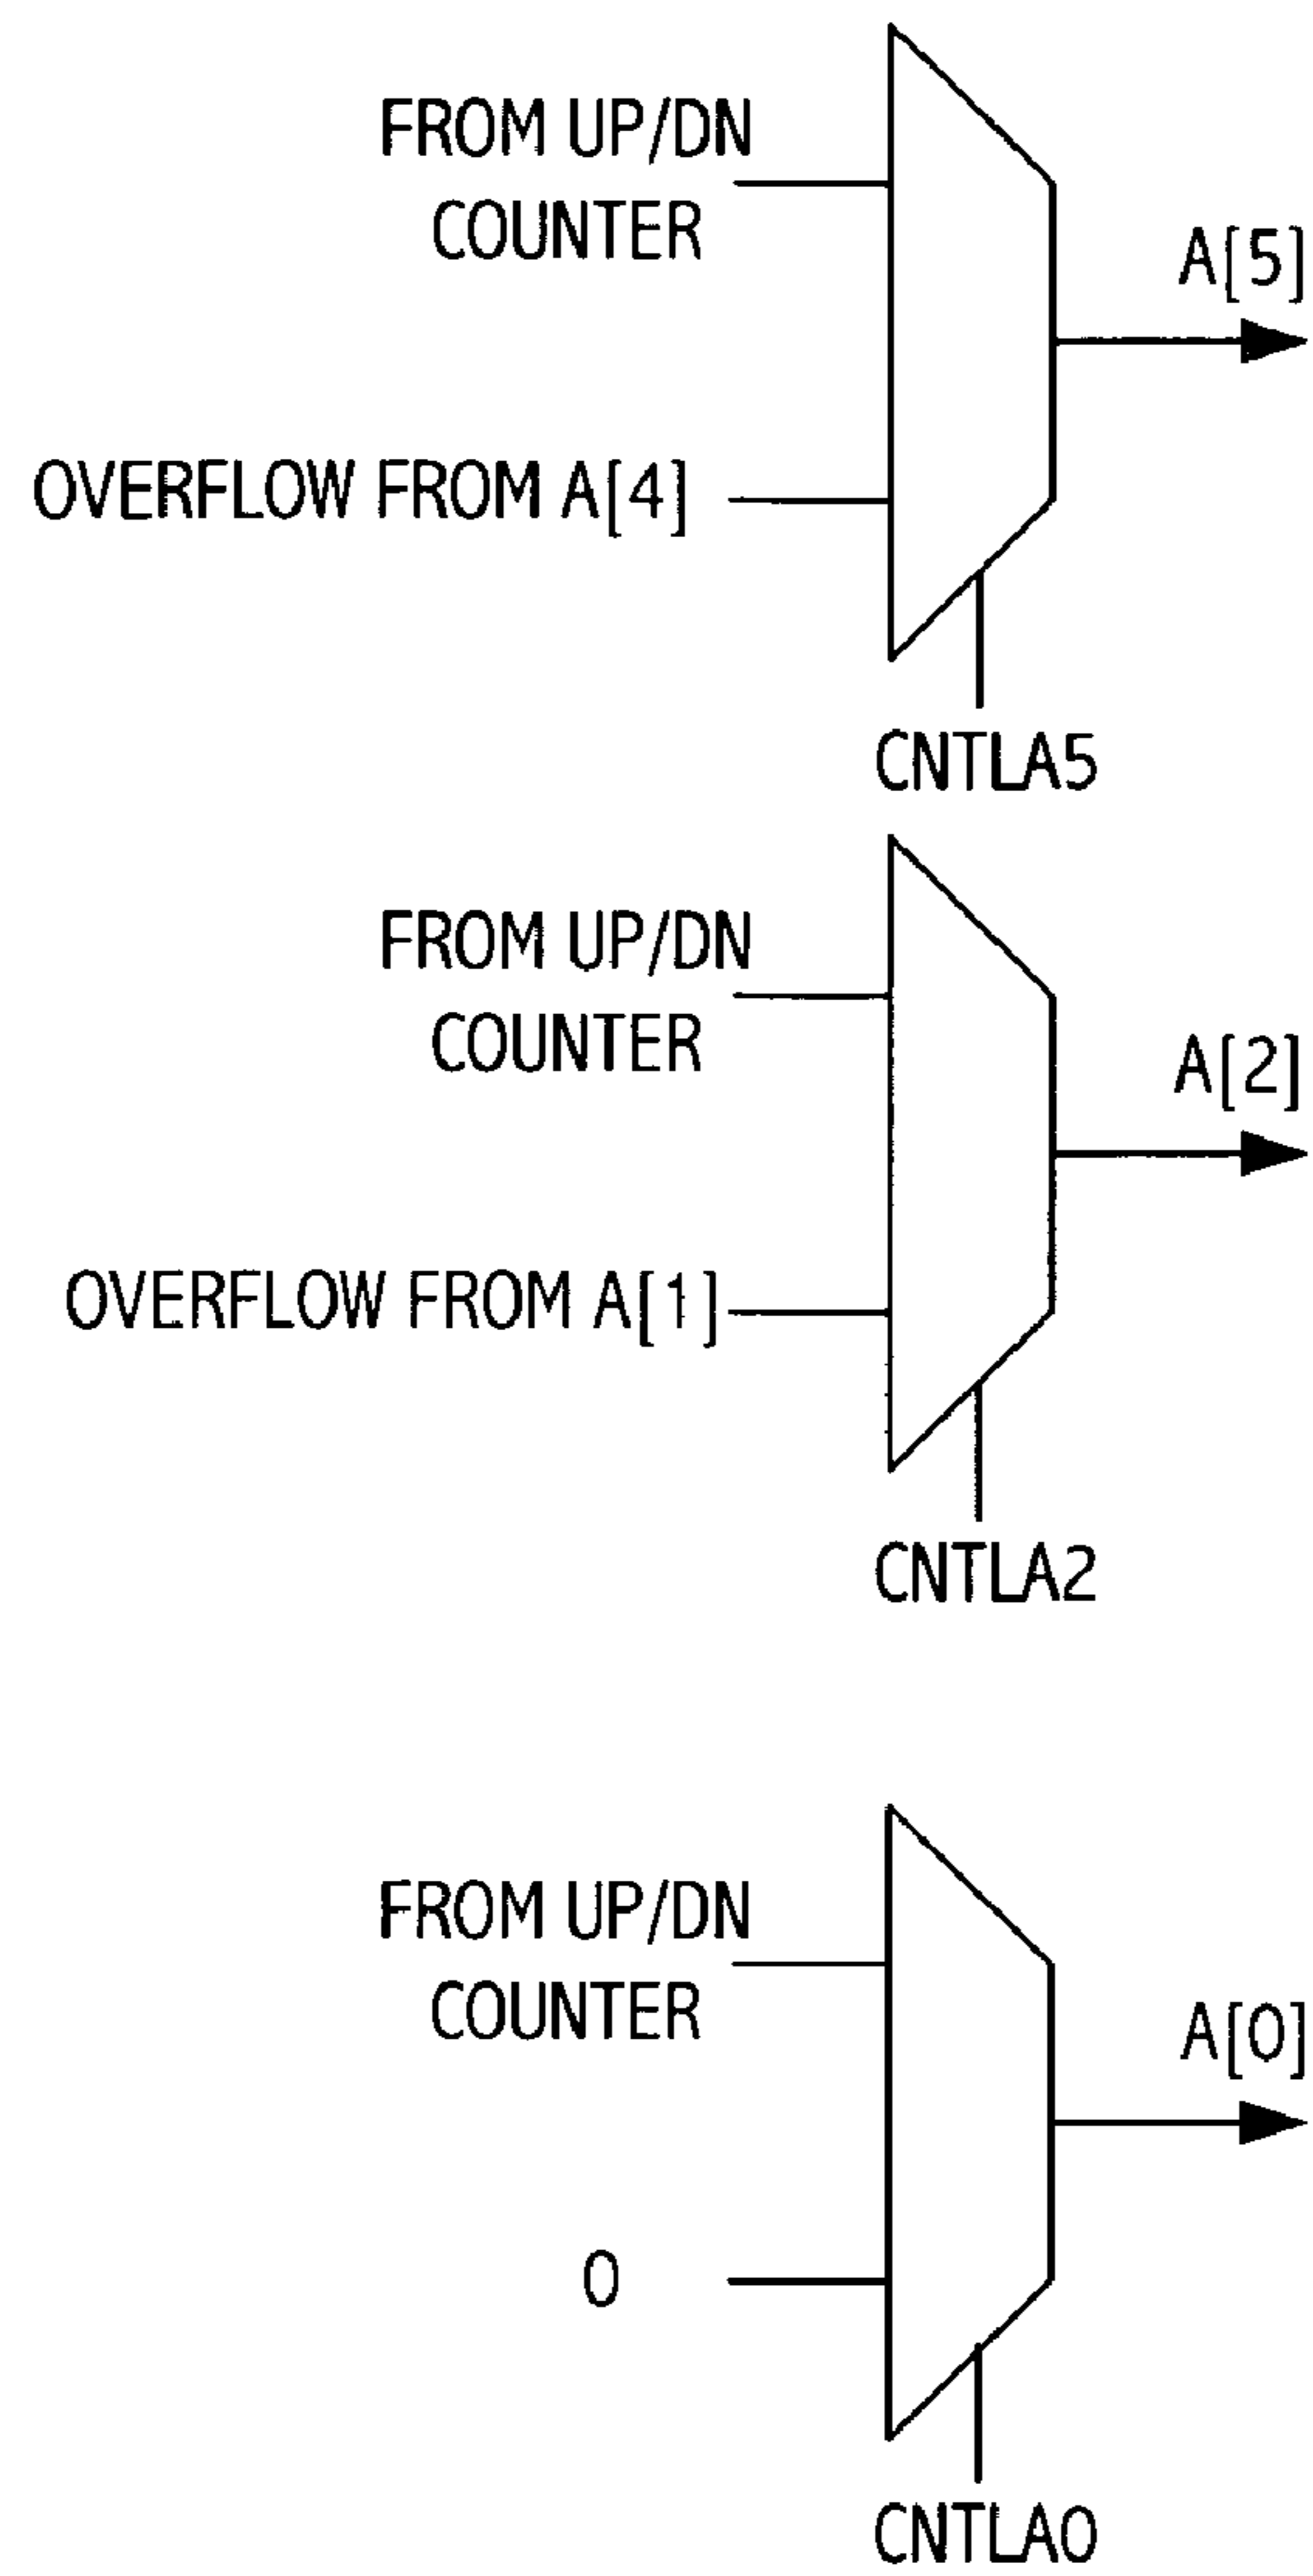 FROM UP/DN
COUNTER
A[5]
OVERFLOW FROM A[4]
CNTLA5
FROM UP/DN
COUNTER
A[2]
OVERFLOW FROM A[1]
CNTLA2
FROM UP/DN
COUNTER
A[0]
0
CNTLA0